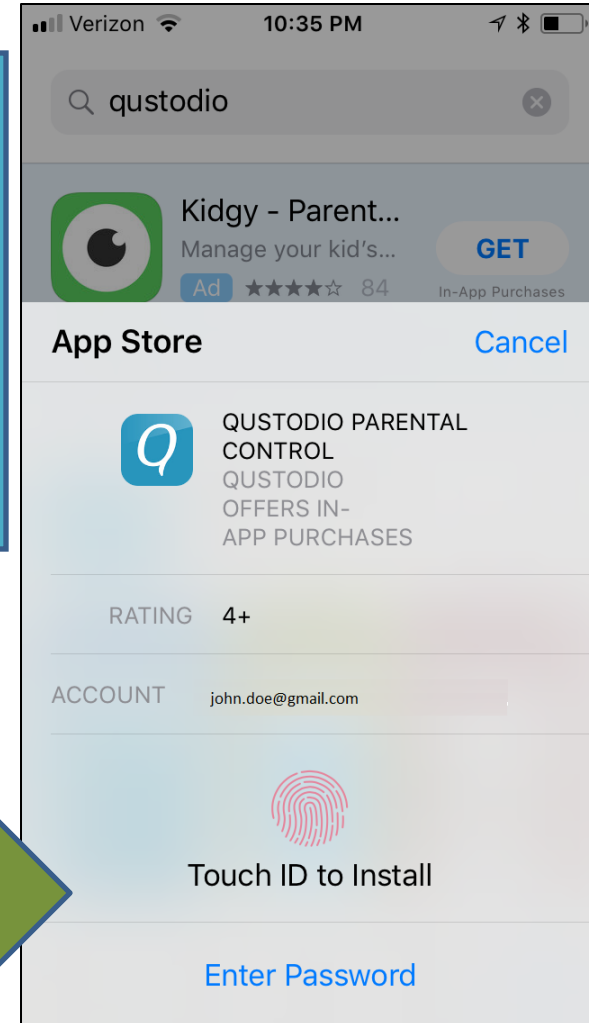 Verizon 10:35 PM
qustodio
Kidgy - Parent...
Manage your kid's...
GET
Ad ★★★★☆ 84
In-App Purchases
App Store Cancel
Q
QUSTODIO PARENTAL
CONTROL
QUSTODIO
OFFERS IN-
APP PURCHASES
RATING 4+
ACCOUNT john.doe@gmail.com
Touch ID to Install
Enter Password